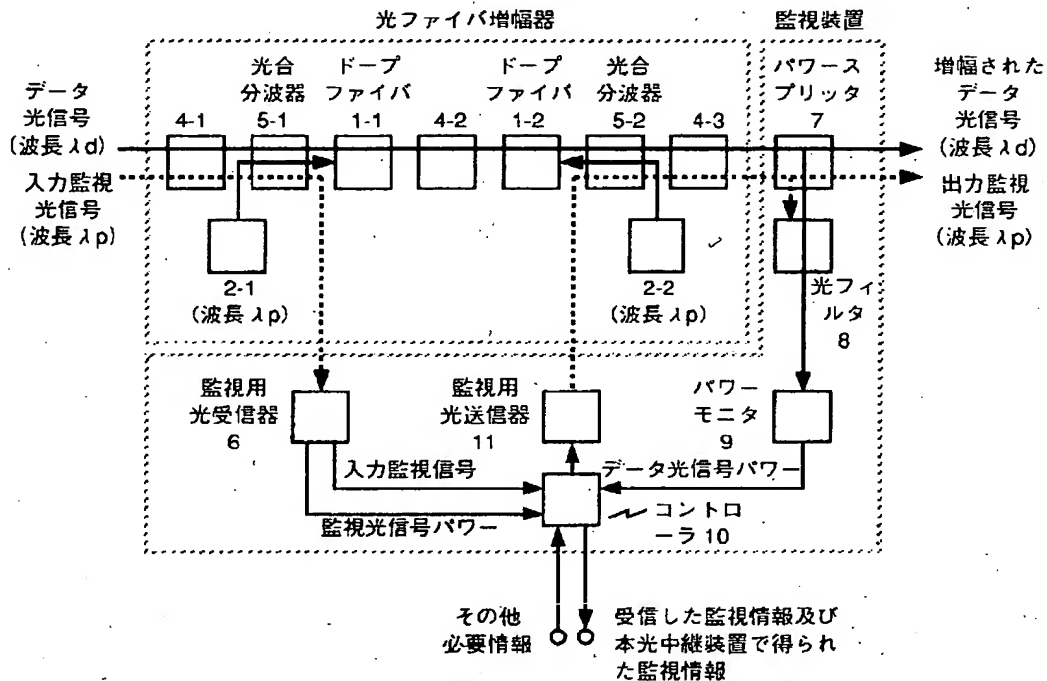 光ファイバ増幅器
監視装置
データ
光信号
(波長λd)
入力監視
光信号
(波長λp)
4-1
光合
分波器
5-1
ドープ
ファイバ
1-1
4-2
ドープ
ファイバ
1-2
光合
分波器
5-2
4-3
パワース
プリッタ
7
増幅された
データ
光信号
(波長λd)
出力監視
光信号
(波長λp)
2-1
(波長λp)
2-2
(波長λp)
光フィ
ルタ
8
監視用
光受信器
6
監視用
光送信器
11
パワー
モニタ
9
入力監視信号
データ光信号パワー
監視光信号パワー
コントロ
ーラ10
その他
必要情報
受信した監視情報及び
本光中継装置で得られ
た監視情報